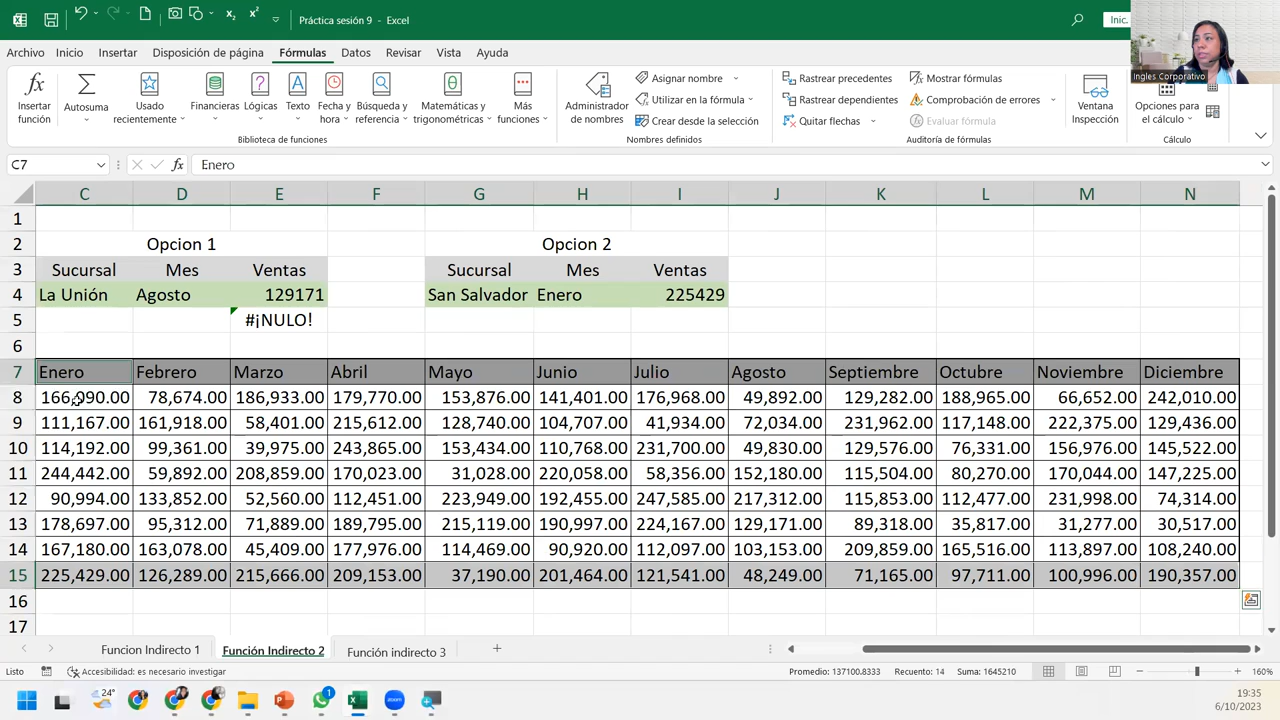 Práctica sesión 9 - Excel
Inic.
Archivo Inicio Insertar Disposición de página Fórmulas Datos Revisar Vista Ayuda
Ingles Corporativo
Insertar función
Autosuma
Usado recientemente
Financieras
Lógicas
Texto
Fecha y hora
Búsqueda y referencia
Matemáticas y trigonométricas
Más funciones
Biblioteca de funciones
Administrador de nombres
Asignar nombre
Utilizar en la fórmula
Crear desde la selección
Nombres definidos
Rastrear precedentes
Rastrear dependientes
Quitar flechas
Mostrar fórmulas
Comprobación de errores
Evaluar fórmula
Auditoría de fórmulas
Ventana Inspección
Opciones para el cálculo
Cálculo
C7 fx Enero
C D E F G H I J K L M N
1
2 Opcion 1 Opcion 2
3 Sucursal Mes Ventas Sucursal Mes Ventas
4 La Unión Agosto 129171 San Salvador Enero 225429
5 #¡NULO!
6
7 Enero Febrero Marzo Abril Mayo Junio Julio Agosto Septiembre Octubre Noviembre Diciembre
8 166,090.00 78,674.00 186,933.00 179,770.00 153,876.00 141,401.00 176,968.00 49,892.00 129,282.00 188,965.00 66,652.00 242,010.00
9 111,167.00 161,918.00 58,401.00 215,612.00 128,740.00 104,707.00 41,934.00 72,034.00 231,962.00 117,148.00 222,375.00 129,436.00
10 114,192.00 99,361.00 39,975.00 243,865.00 153,434.00 110,768.00 231,700.00 49,830.00 129,576.00 76,331.00 156,976.00 145,522.00
11 244,442.00 59,892.00 208,859.00 170,023.00 31,028.00 220,058.00 58,356.00 152,180.00 115,504.00 80,270.00 170,044.00 147,225.00
12 90,994.00 133,852.00 52,560.00 112,451.00 223,949.00 192,455.00 247,585.00 217,312.00 115,853.00 112,477.00 231,998.00 74,314.00
13 178,697.00 95,312.00 71,889.00 189,795.00 215,119.00 190,997.00 224,167.00 129,171.00 89,318.00 35,817.00 31,277.00 30,517.00
14 167,180.00 163,078.00 45,409.00 177,976.00 114,469.00 90,920.00 112,097.00 103,153.00 209,859.00 165,516.00 113,897.00 108,240.00
15 225,429.00 126,289.00 215,666.00 209,153.00 37,190.00 201,464.00 121,541.00 48,249.00 71,165.00 97,711.00 100,996.00 190,357.00
16
17
Funcion Indirecto 1 Función Indirecto 2 Función indirecto 3
Listo Accesibilidad: es necesario investigar Promedio: 137100.8333 Recuento: 14 Suma: 1645210 160%
24° 1 zoom 19:35
6/10/2023